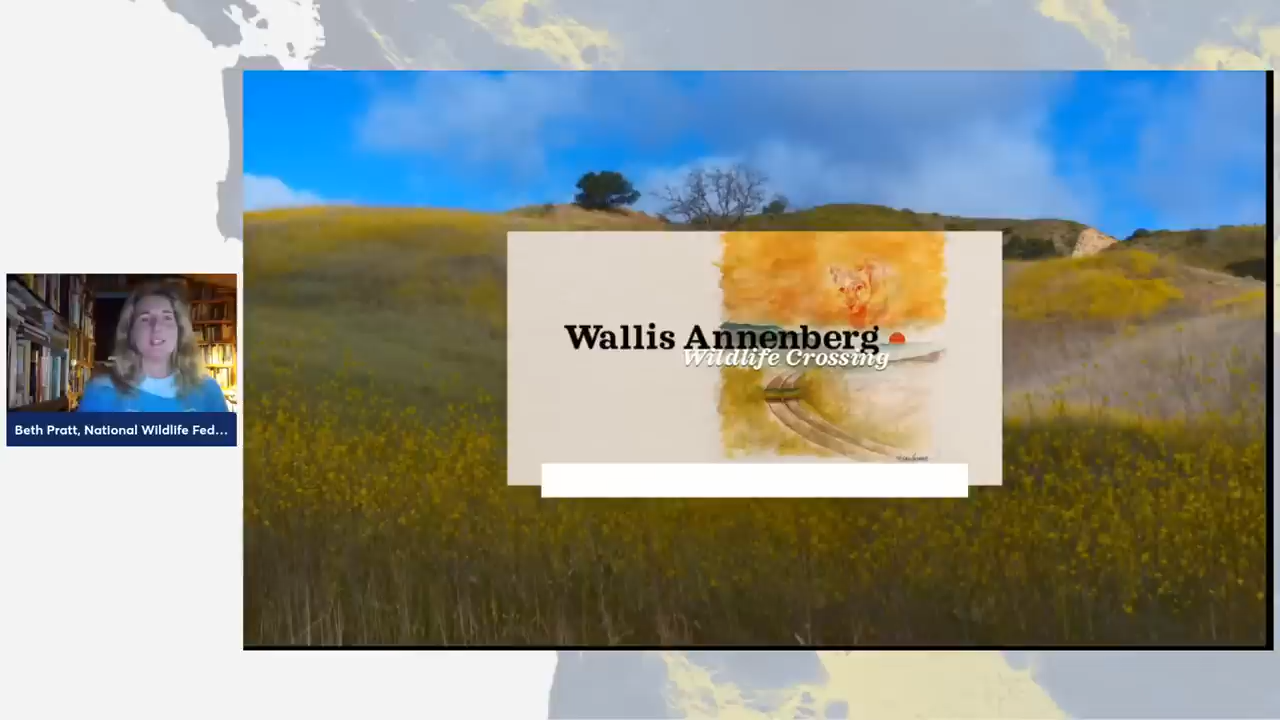 Wallis Annenberg
Wildlife Crossing
Beth Pratt, National Wildlife Fed...